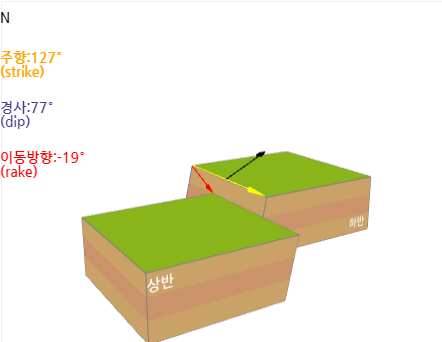 N
주향:127°
(strike)
경사:77°
(dip)
이동방향:-19°
(rake)
하반
상반